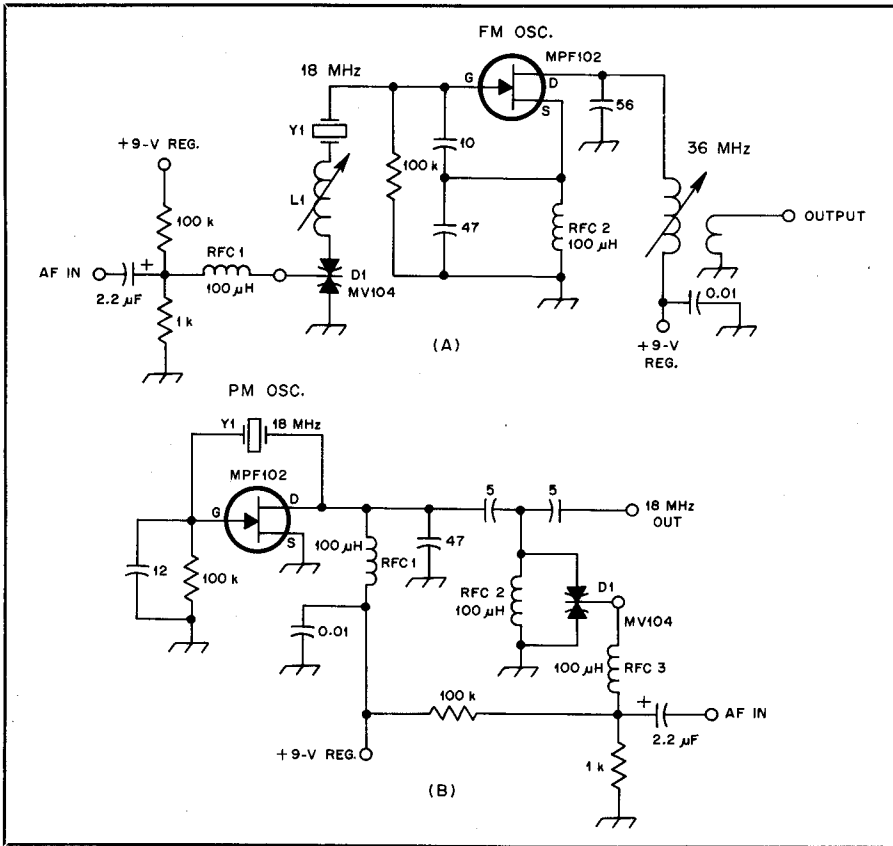 FM OSC.
MPF102
18 MHz
G
D
S
56
Y1
10
+9-V REG.
100 k
36 MHz
100 k
L1
47
RFC 2
100 µH
OUTPUT
RFC 1
AF IN
+
100 µH
D1
2.2 µF
MV104
0.01
1 k
+9-V
REG.
(A)
PM OSC.
Y1
18 MHz
MPF102
D
5
5
G
18 MHz
OUT
S
100 µH
47
12
100 k
RFC 1
RFC 2
100 µH
D1
MV104
0.01
100 µH
RFC 3
100 k
+
AF IN
2.2 µF
+9-V REG.
1 k
(B)